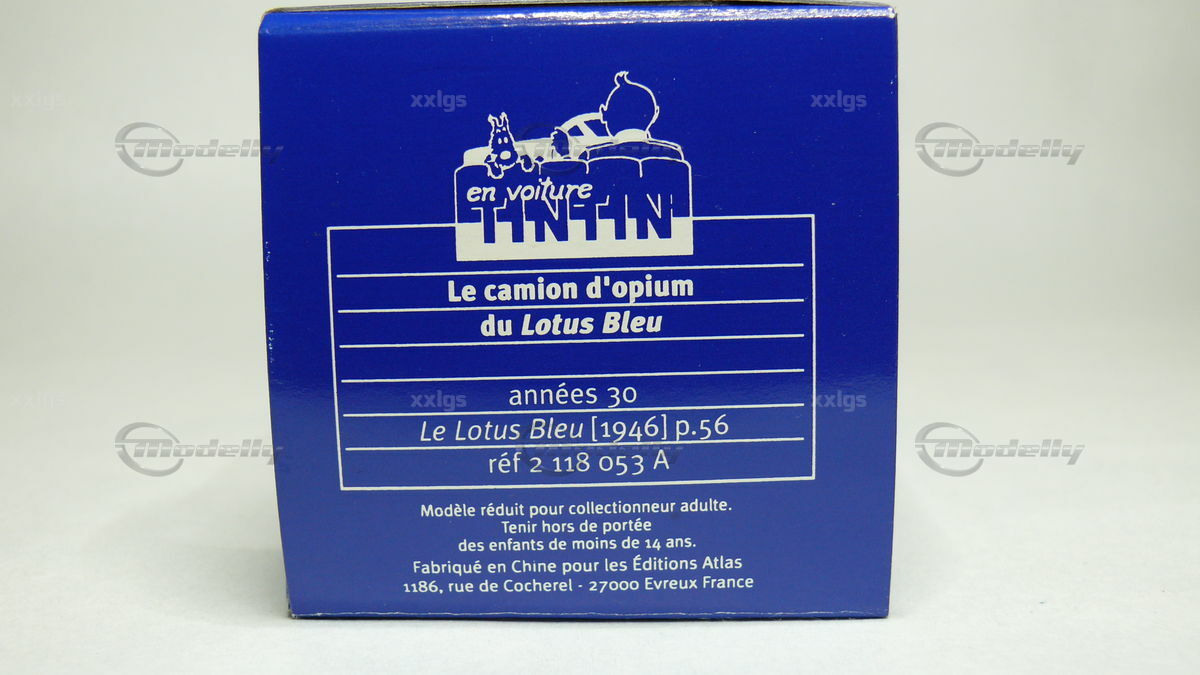 xxlgs xxlgs xxlgs
Modelly Modelly
en voiture
TINTIN
Le camion d'opium
du Lotus Bleu
années 30
xxlgs xxlgs xxlgs
Le Lotus Bleu [1946] p.56
Modelly Modelly
réf 2 118 053 A
Modèle réduit pour collectionneur adulte.
Tenir hors de portée
des enfants de moins de 14 ans.
Fabriqué en Chine pour les Éditions Atlas
1186, rue de Cocherel - 27000 Evreux France